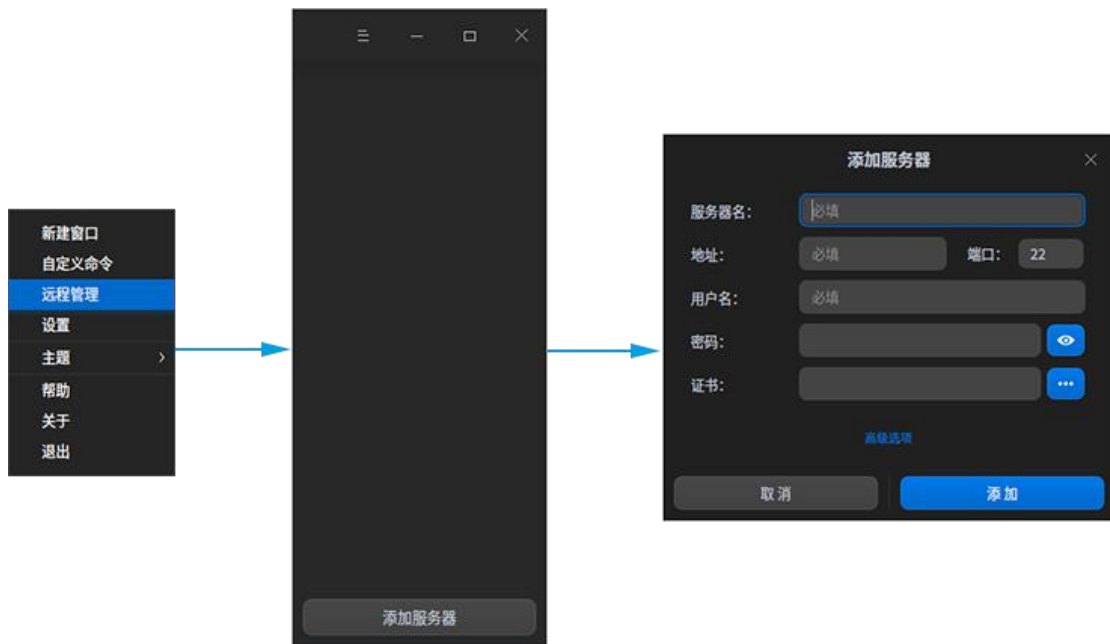 新建窗口
自定义命令
远程管理
设置
主题
帮助
关于
退出
添加服务器
添加服务器
服务器名： 必填
地址： 必填 端口： 22
用户名： 必填
密码：
证书：
高级选项
取消 添加